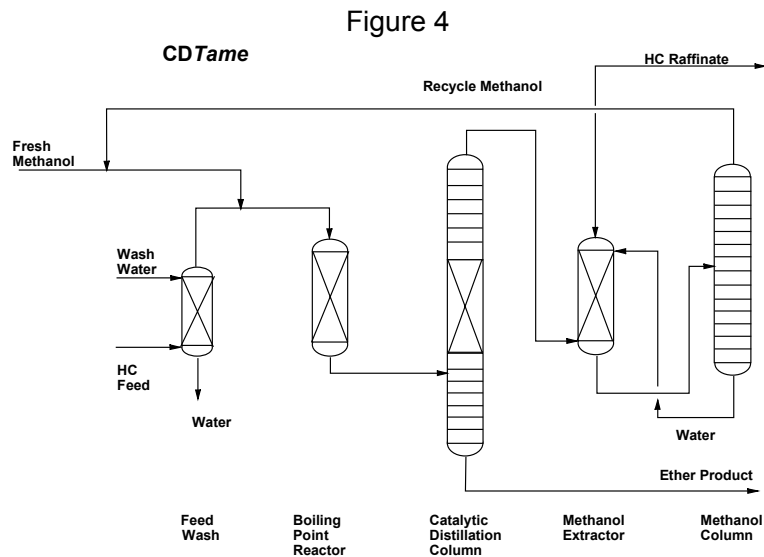 Figure 4
CDTame
HC Raffinate
Recycle Methanol
Fresh
Methanol
Wash
Water
HC
Feed
Water
Water
Ether Product
Feed
Wash
Boiling
Point
Reactor
Catalytic
Distillation
Column
Methanol
Extractor
Methanol
Column